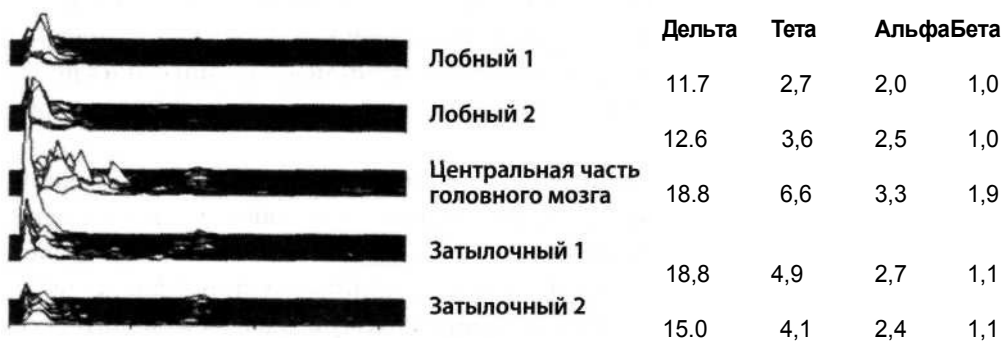 Дельта Тета АльфаБета
Лобный 1
11.7 2,7 2,0 1,0
Лобный 2
12.6 3,6 2,5 1,0
Центральная часть
головного мозга
18.8 6,6 3,3 1,9
Затылочный 1
18,8 4,9 2,7 1,1
Затылочный 2
15.0 4,1 2,4 1,1